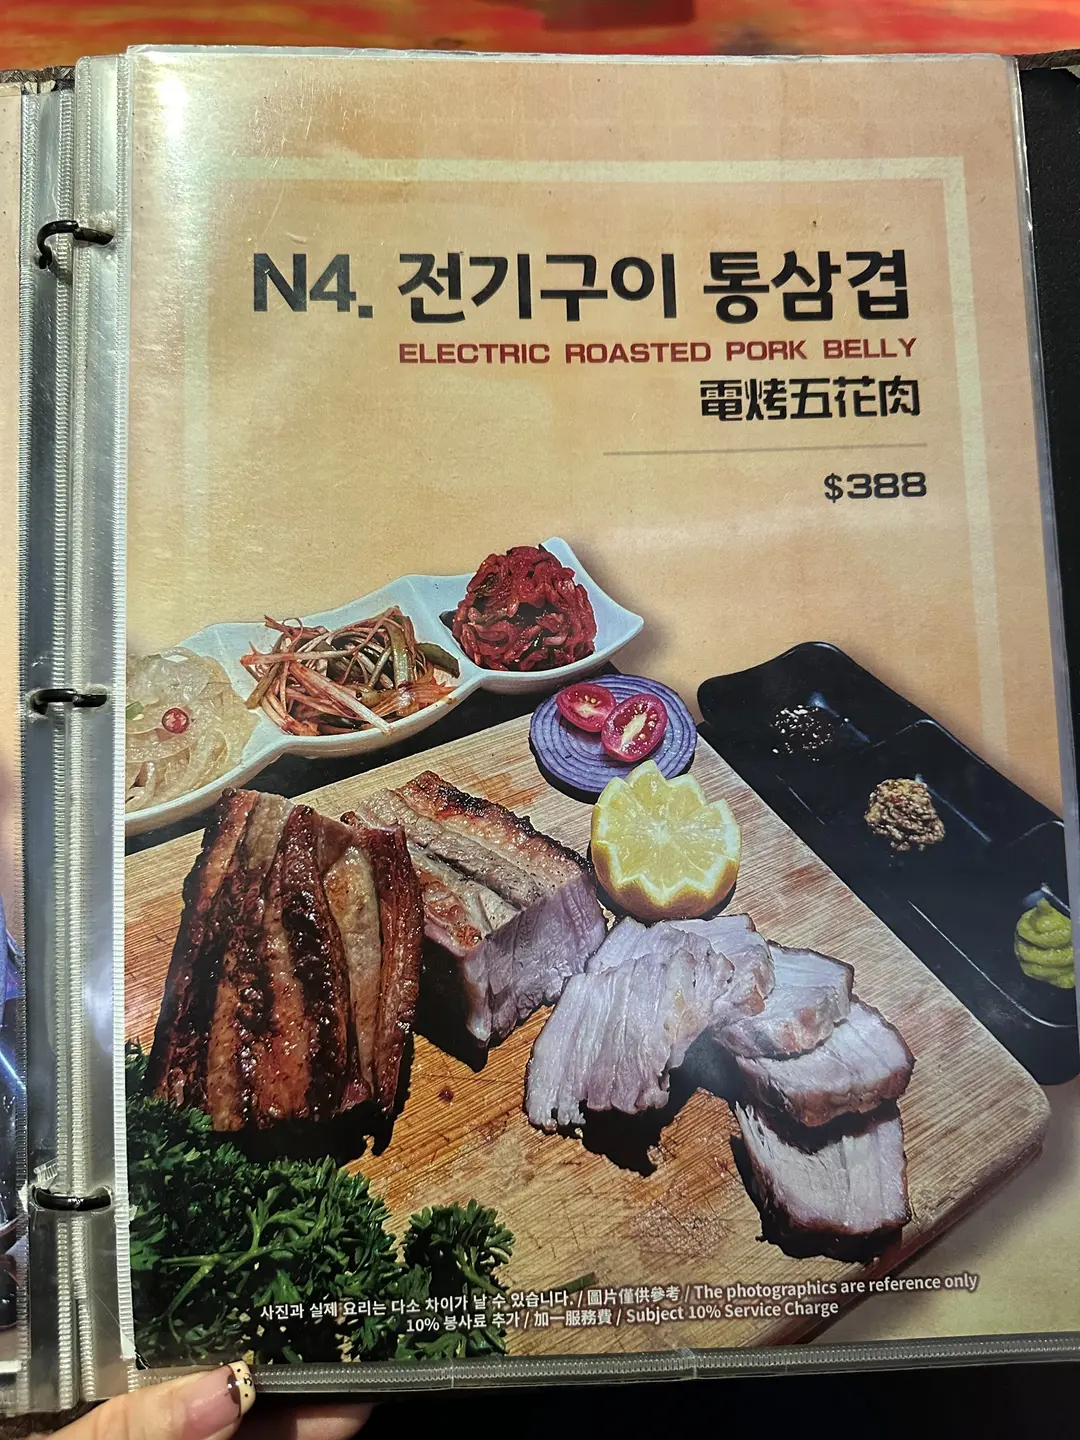 N4. 전기구이 통삼겹
ELECTRIC ROASTED PORK BELLY
電烤五花肉
$388
사진과 실제 요리는 다소 차이가 날 수 있습니다. / 圖片僅供參考 / The photographics are reference only
10% 봉사료 추가 / 加一服務費 / Subject 10% Service Charge